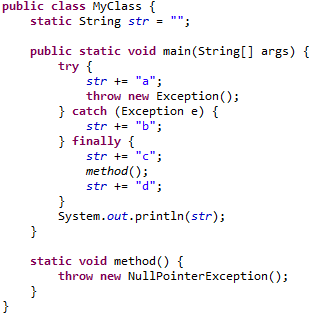 public class MyClass {
    static String str = "";

    public static void main(String[] args) {
        try {
            str += "a";
            throw new Exception();
        } catch (Exception e) {
            str += "b";
        } finally {
            str += "c";
            method();
            str += "d";
        }
        System.out.println(str);
    }

    static void method() {
        throw new NullPointerException();
    }
}